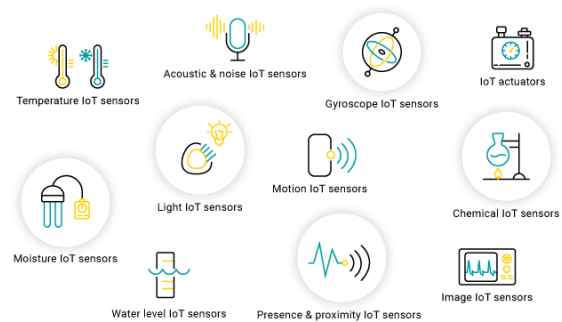 Acoustic & noise IoT sensors
IoT actuators
Temperature IoT sensors
Gyroscope IoT sensors
Motion IoT sensors
Light IoT sensors
Chemical IoT sensors
Moisture IoT sensors
Image IoT sensors
Water level IoT sensors
Presence & proximity IoT sensors